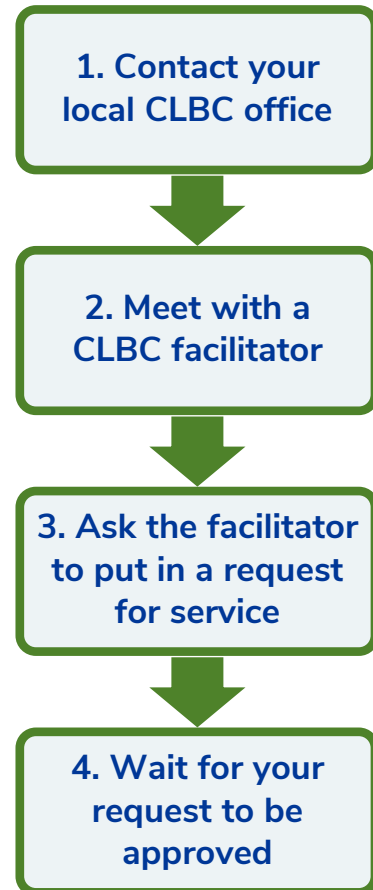 1. Contact your
local CLBC office
2. Meet with a
CLBC facilitator
3. Ask the facilitator
to put in a request
for service
4. Wait for your
request to be
approved